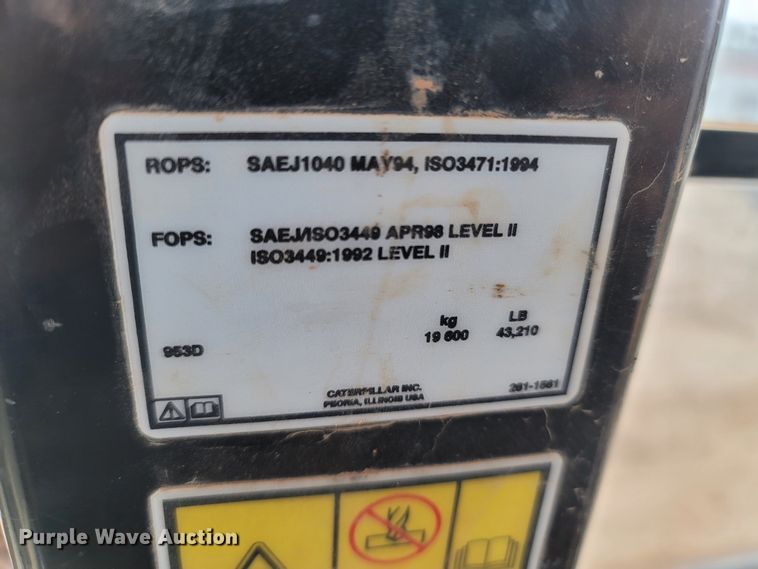 ROPS: SAEJ1040 MAY94, ISO3471:1994
FOPS: SAEJ/ISO3449 APR98 LEVEL II
ISO3449:1992 LEVEL II
kg LB
19 600 43,210
953D
CATERPILLAR INC.
PEORIA, ILLINOIS USA
Purple Wave Auction